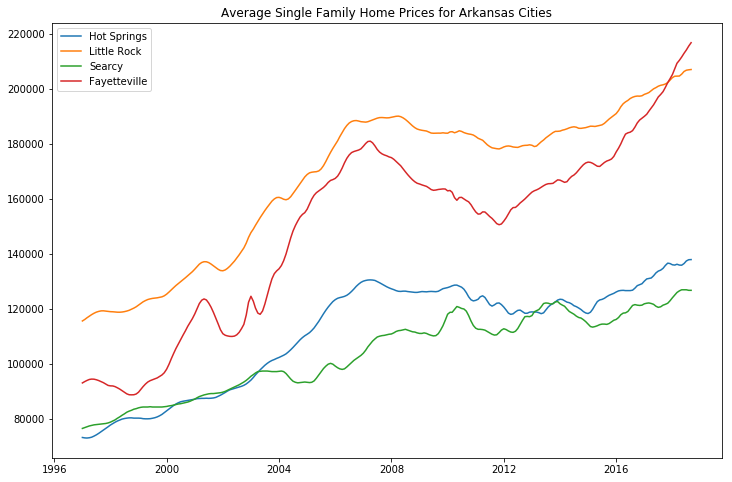 Average Single Family Home Prices for Arkansas Cities
Hot Springs
Little Rock
Searcy
Fayetteville
220000
200000
180000
160000
140000
120000
100000
80000
1996 2000 2004 2008 2012 2016